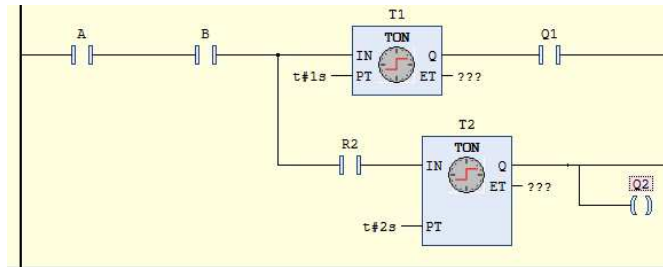 T1
A B TON Q1
IN Q
t#1s PT ET ???
T2
R2 TON
IN Q
ET ??? Q2
t#2s PT